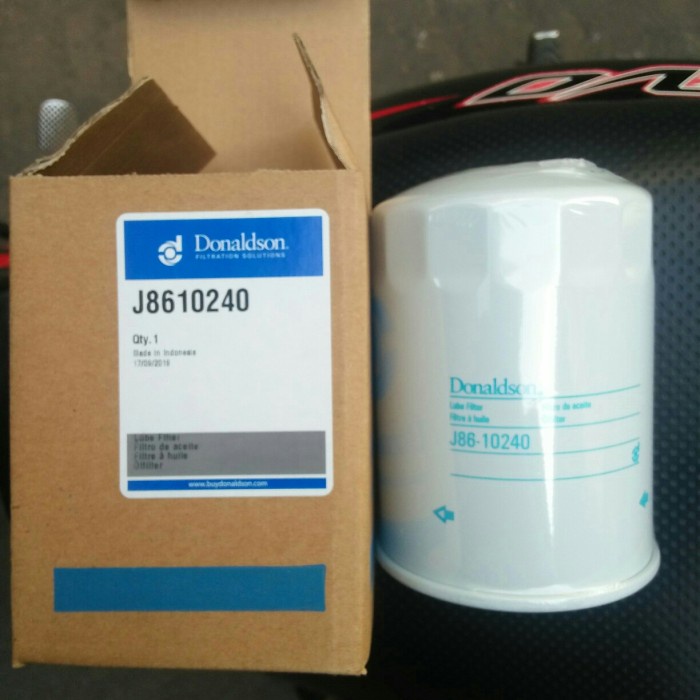 Donaldson.
FILTRATION SOLUTIONS
J8610240
Qty. 1
Made In Indonesia
Lube Filter
Filtro de aceite
Filtre à huile
Ölfilter
www.buydonaldson.com
Donaldson.
Lube Filter
Filtro de aceite
Filtre à huile
J86-10240